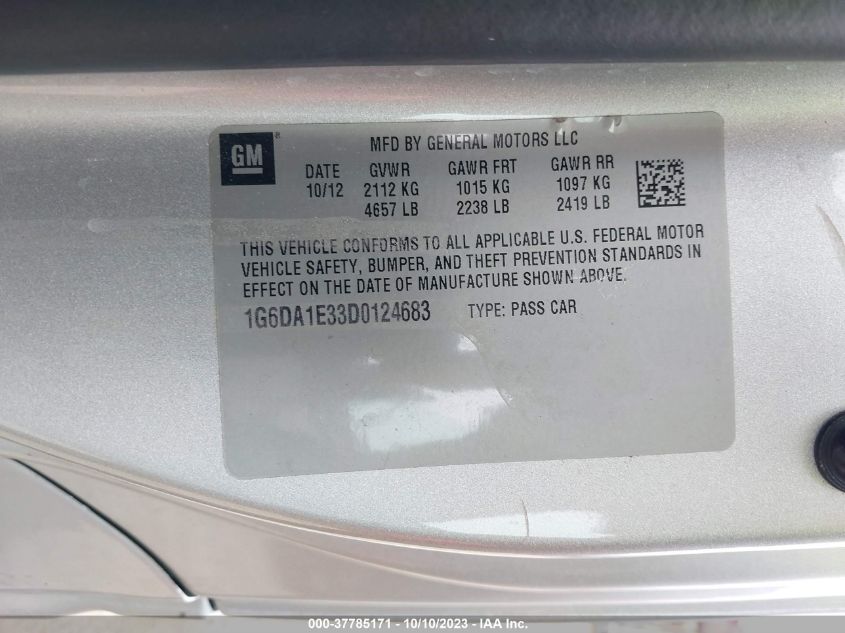 GM ®
MFD BY GENERAL MOTORS LLC
DATE GVWR GAWR FRT GAWR RR
10/12 2112 KG 1015 KG 1097 KG
4657 LB 2238 LB 2419 LB
THIS VEHICLE CONFORMS TO ALL APPLICABLE U.S. FEDERAL MOTOR
VEHICLE SAFETY, BUMPER, AND THEFT PREVENTION STANDARDS IN
EFFECT ON THE DATE OF MANUFACTURE SHOWN ABOVE.
1G6DA1E33D0124683 TYPE: PASS CAR
000-37785171 - 10/10/2023 - IAA Inc.